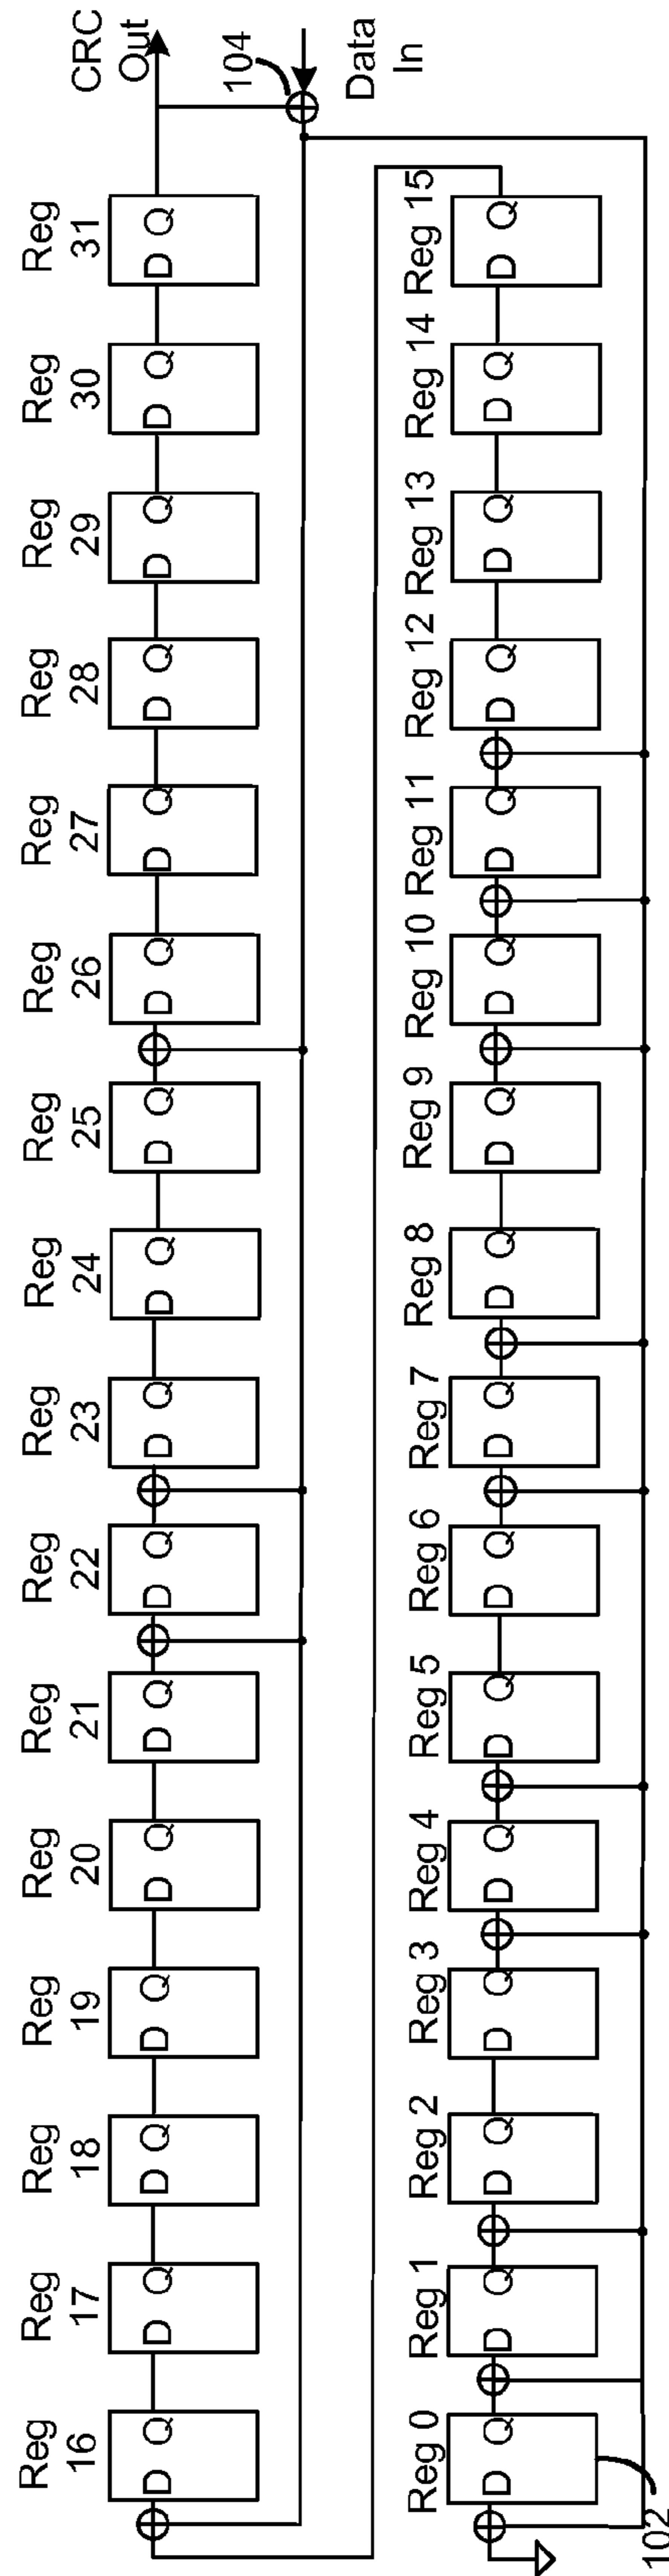 Reg
16
D Q
Reg
17
D Q
Reg
18
D Q
Reg
19
D Q
Reg
20
D Q
Reg
21
D Q
Reg
22
D Q
Reg
23
D Q
Reg
24
D Q
Reg
25
D Q
Reg
26
D Q
Reg
27
D Q
Reg
28
D Q
Reg
29
D Q
Reg
30
D Q
Reg
31
D Q
CRC
Out
104
Data
In
Reg 0
D Q
Reg 1
D Q
Reg 2
D Q
Reg 3
D Q
Reg 4
D Q
Reg 5
D Q
Reg 6
D Q
Reg 7
D Q
Reg 8
D Q
Reg 9
D Q
Reg 10
D Q
Reg 11
D Q
Reg 12
D Q
Reg 13
D Q
Reg 14
D Q
Reg 15
D Q
102